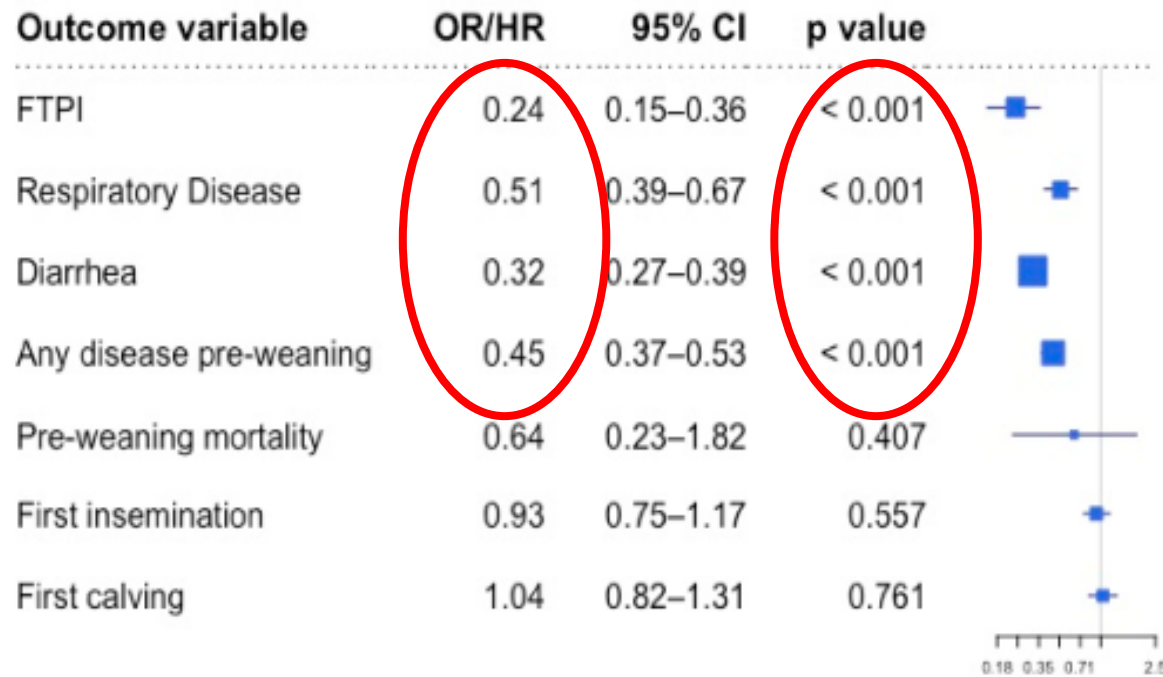 Outcome variable OR/HR 95% CI p value
FTPI 0.24 0.15–0.36 < 0.001
Respiratory Disease 0.51 0.39–0.67 < 0.001
Diarrhea 0.32 0.27–0.39 < 0.001
Any disease pre-weaning 0.45 0.37–0.53 < 0.001
Pre-weaning mortality 0.64 0.23–1.82 0.407
First insemination 0.93 0.75–1.17 0.557
First calving 1.04 0.82–1.31 0.761
0.18 0.35 0.71 2.5